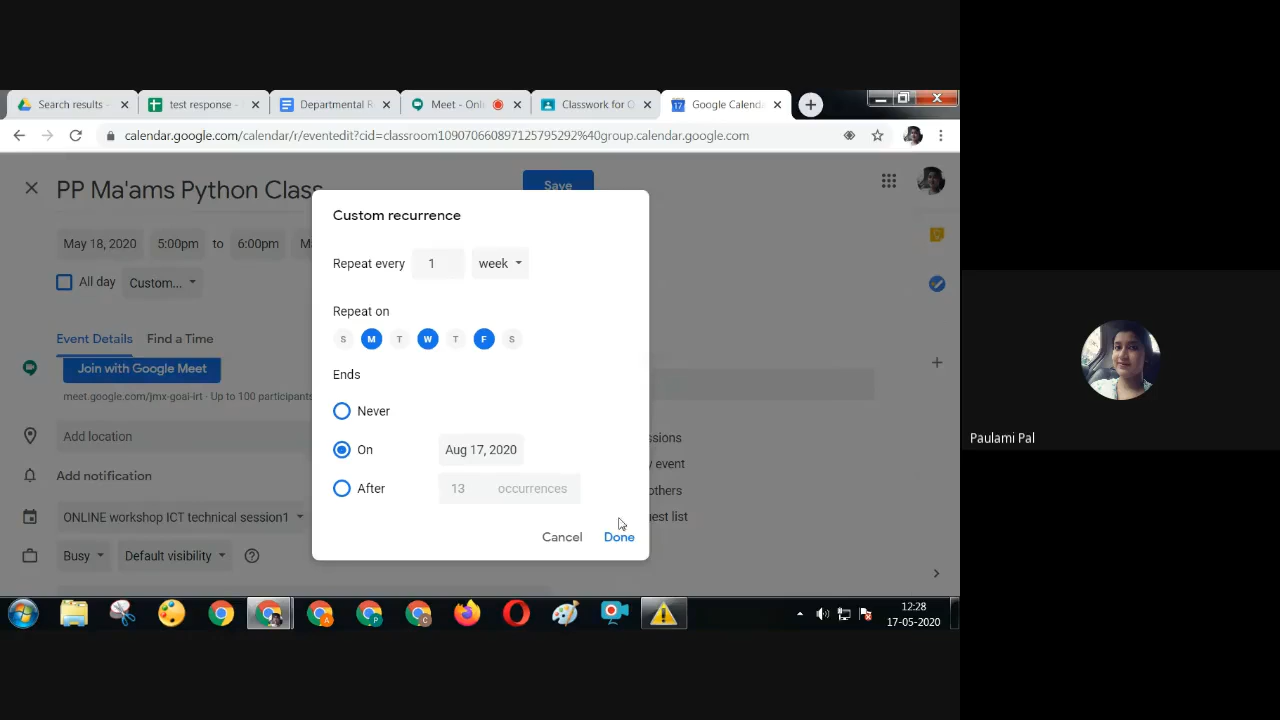 Search results -
test response -
Departmental R
Meet - Onl
Classwork for O
Google Calenda
calendar.google.com/calendar/r/eventedit?cid=classroom109070660897125795292%40group.calendar.google.com
PP Ma'ams Python Class
Save
May 18, 2020 5:00pm to 6:00pm
All day Custom...
Event Details Find a Time
Join with Google Meet
meet.google.com/jmx-goai-irt · Up to 100 participants
Add location
Add notification
ONLINE workshop ICT technical session1
Busy Default visibility
Custom recurrence
Repeat every 1 week
Repeat on
S M T W T F S
Ends
Never
On Aug 17, 2020
After 13 occurrences
Cancel Done
ssions
y event
others
uest list
Paulami Pal
12:28
17-05-2020